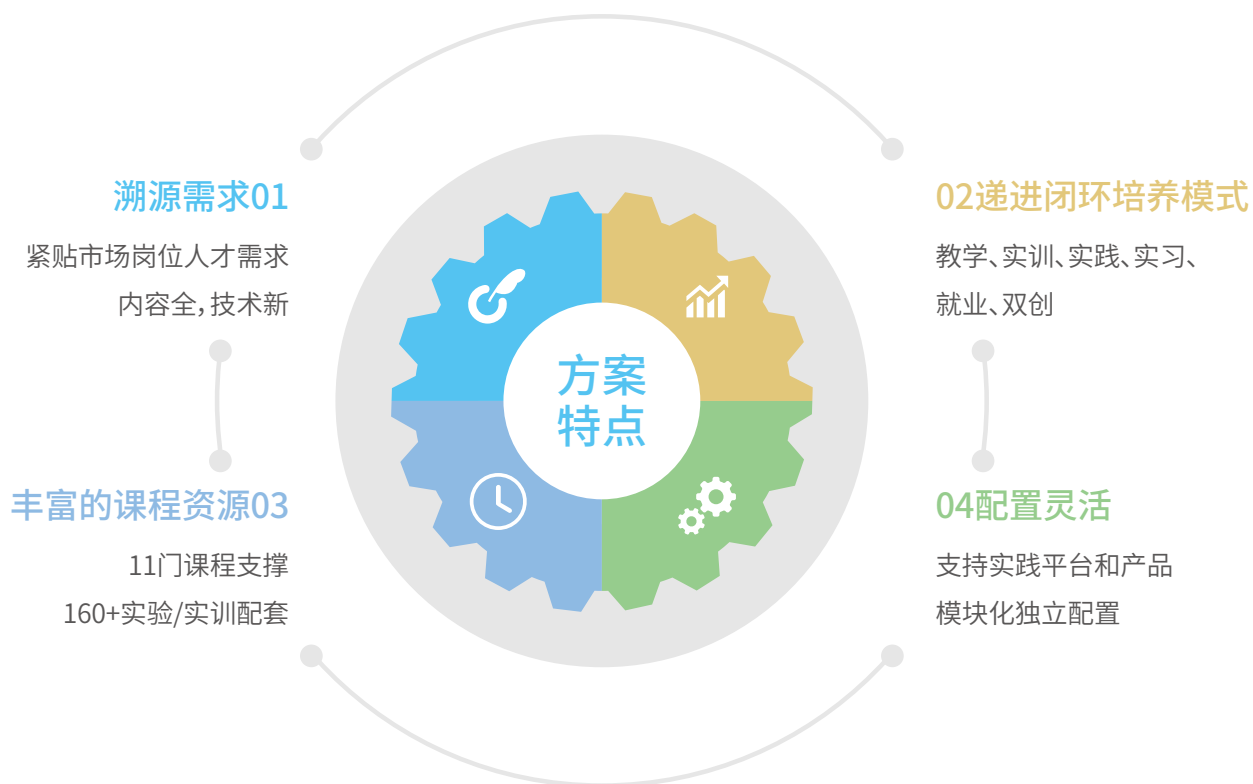 溯源需求01
紧贴市场岗位人才需求
内容全，技术新
02递进闭环培养模式
教学、实训、实践、实习、
就业、双创
方案
特点
丰富的课程资源03
11门课程支撑
160+实验/实训配套
04配置灵活
支持实践平台和产品
模块化独立配置